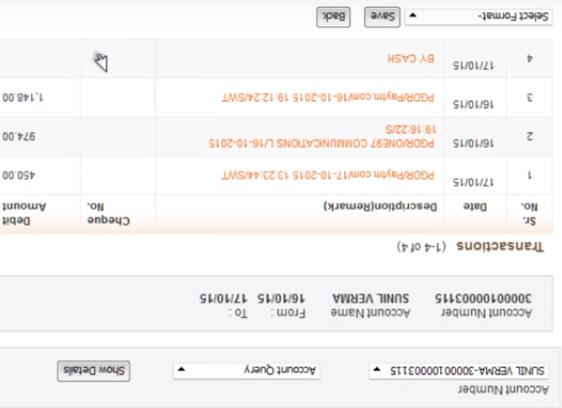 Account Number
SUNIL VERMA-30000100003115 Account Query Show Details
Account Number Account Name From : To :
30000100003115 SUNIL VERMA 16/10/15 17/10/15
Transactions (1-4 of 4)
Sr. No. Date Description(Remark) Cheque No. Debit Amount
1 17/10/15 PGDR/Paytm.com/17-10-2015 13:23:44/SWT 450.00
2 16/10/15 PGDR/ONE97 COMMUNICATIONS L/16-10-2015
19:16:22/S 974.00
3 16/10/15 PGDR/Paytm.com/16-10-2015 19:12:24/SWT 1,148.00
4 17/10/15 BY CASH
-Select Format- Save Back